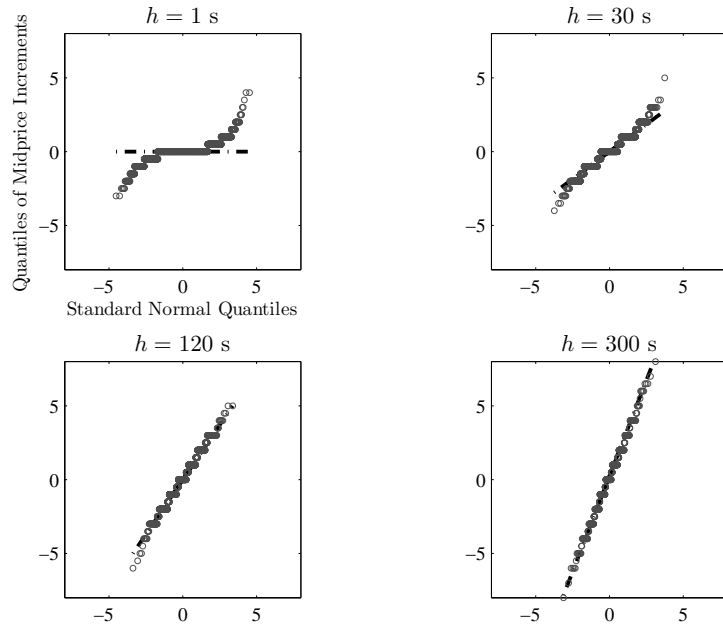 h = 1 s
h = 30 s
Quantiles of Midprice Increments
5
0
−5
−5 0 5
Standard Normal Quantiles
5
0
−5
−5 0 5
h = 120 s
h = 300 s
5
0
−5
−5 0 5
5
0
−5
−5 0 5